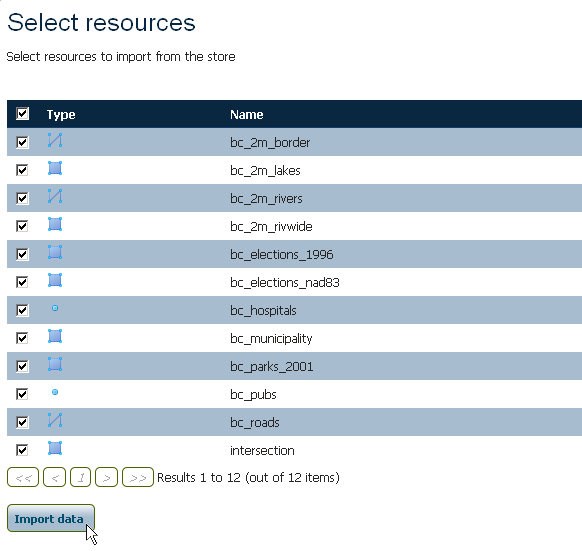 Select resources
Select resources to import from the store
Type Name
bc_2m_border
bc_2m_lakes
bc_2m_rivers
bc_2m_rivwide
bc_elections_1996
bc_elections_nad83
bc_hospitals
bc_municipality
bc_parks_2001
bc_pubs
bc_roads
intersection
<< < 1 > >> Results 1 to 12 (out of 12 items)
Import data